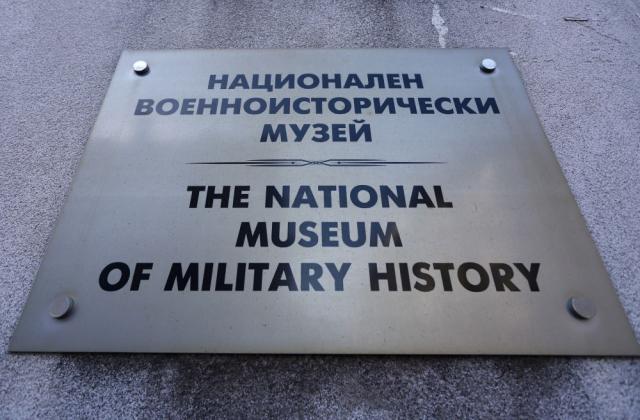 НАЦИОНАЛЕН
ВОЕННОИСТОРИЧЕСКИ
МУЗЕЙ
THE NATIONAL
MUSEUM
OF MILITARY HISTORY